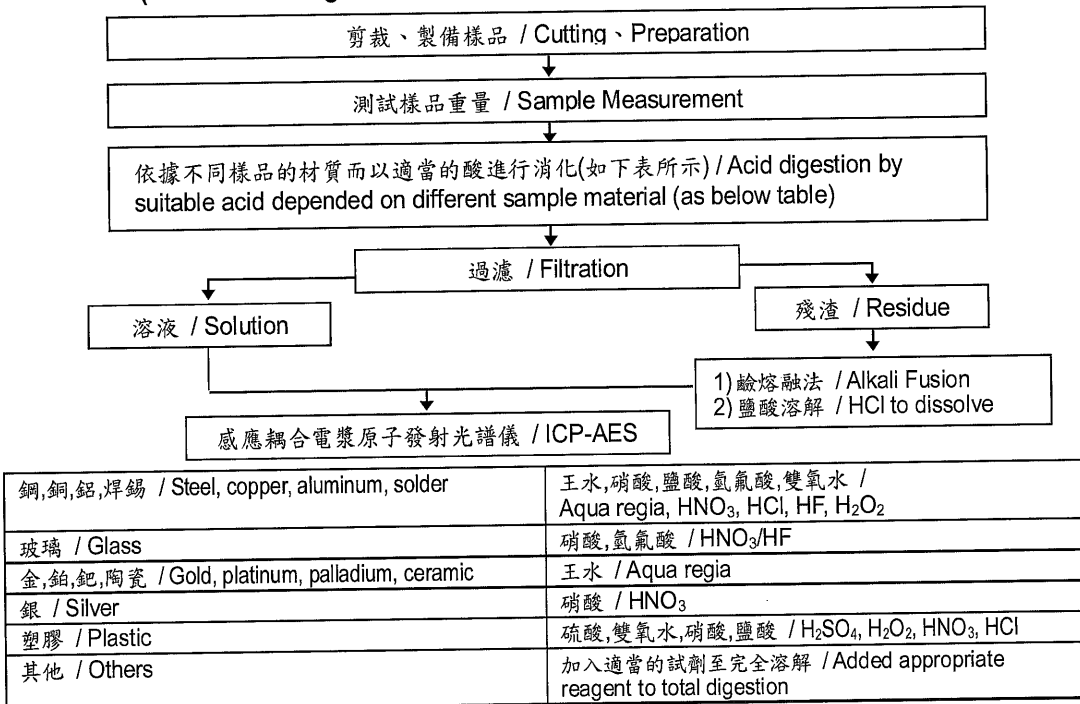 剪裁、製備樣品 / Cutting、Preparation
測試樣品重量 / Sample Measurement
依據不同樣品的材質而以適當的酸進行消化(如下表所示) / Acid digestion by
suitable acid depended on different sample material (as below table)
過濾 / Filtration
溶液 / Solution
殘渣 / Residue
1) 鹼熔融法 / Alkali Fusion
2) 鹽酸溶解 / HCl to dissolve
感應耦合電漿原子發射光譜儀 / ICP-AES
鋼,銅,鋁,焊錫 / Steel, copper, aluminum, solder
王水,硝酸,鹽酸,氫氟酸,雙氧水 /
Aqua regia, HNO₃, HCl, HF, H₂O₂
玻璃 / Glass
硝酸,氫氟酸 / HNO₃/HF
金,鉑,鈀,陶瓷 / Gold, platinum, palladium, ceramic
王水 / Aqua regia
銀 / Silver
硝酸 / HNO₃
塑膠 / Plastic
硫酸,雙氧水,硝酸,鹽酸 / H₂SO₄, H₂O₂, HNO₃, HCl
其他 / Others
加入適當的試劑至完全溶解 / Added appropriate
reagent to total digestion